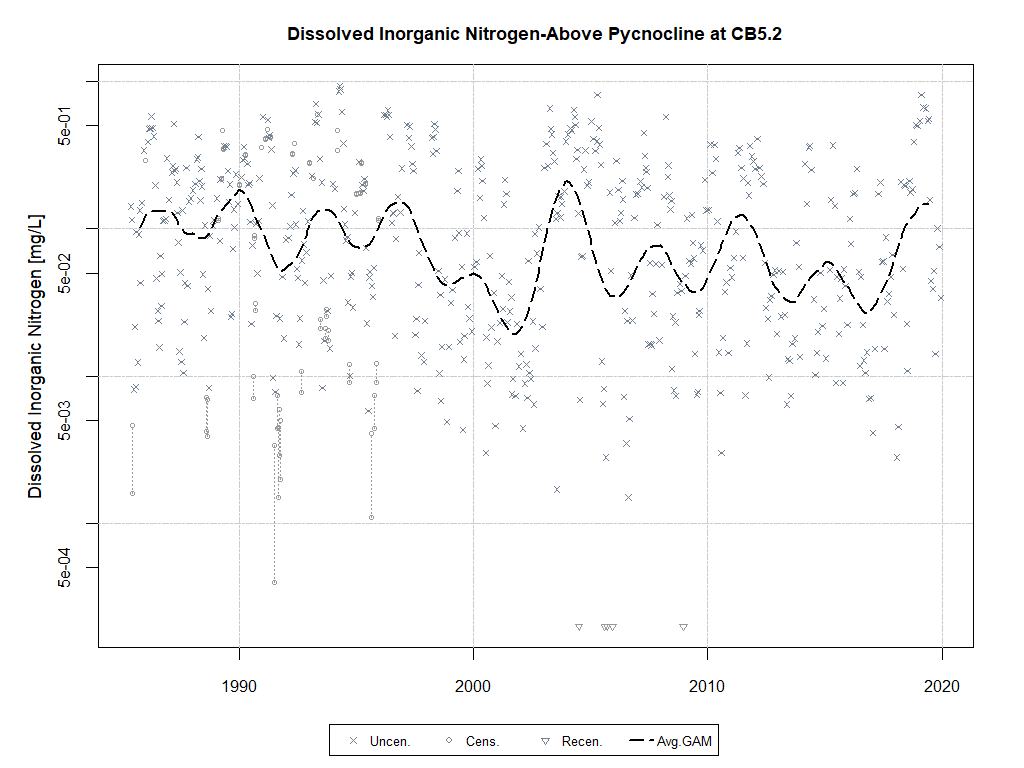 Dissolved Inorganic Nitrogen-Above Pycnocline at CB5.2
Dissolved Inorganic Nitrogen [mg/L]
5e-01
5e-02
5e-03
5e-04
1990 2000 2010 2020
Uncen. Cens. Recen. Avg.GAM